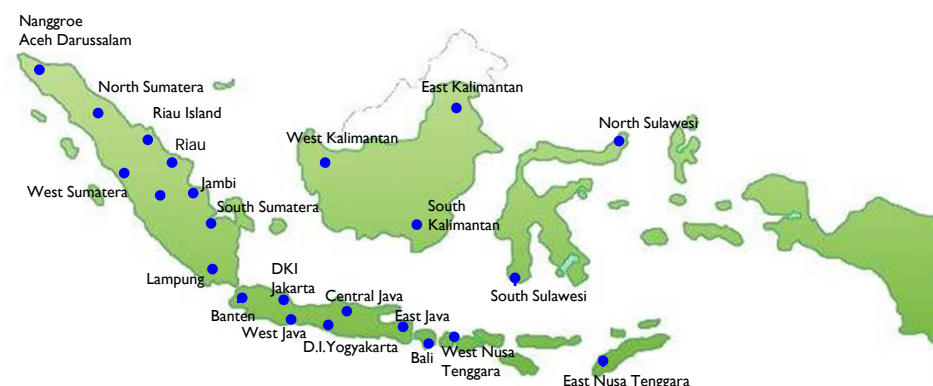 Nanggroe
Aceh Darussalam
North Sumatera
East Kalimantan
Riau Island
North Sulawesi
West Kalimantan
Riau
West Sumatera
Jambi
South Sumatera
South
Kalimantan
Lampung
DKI
Jakarta
South Sulawesi
Central Java
Banten
West Java
East Java
D.I.Yogyakarta
Bali
West Nusa
Tenggara
East Nusa Tenggara